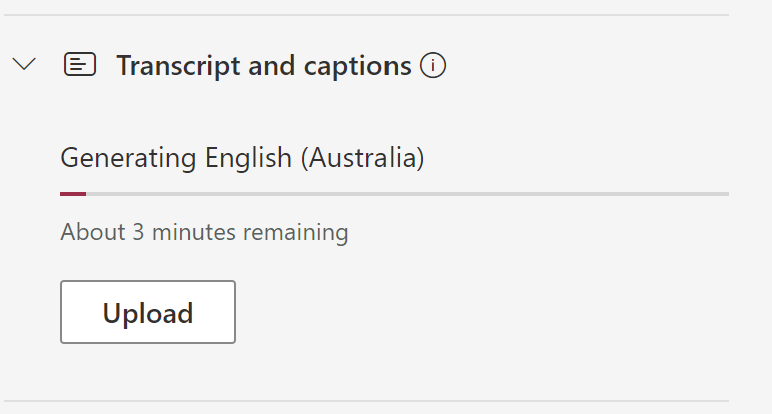 Transcript and captions
Generating English (Australia)
About 3 minutes remaining
Upload